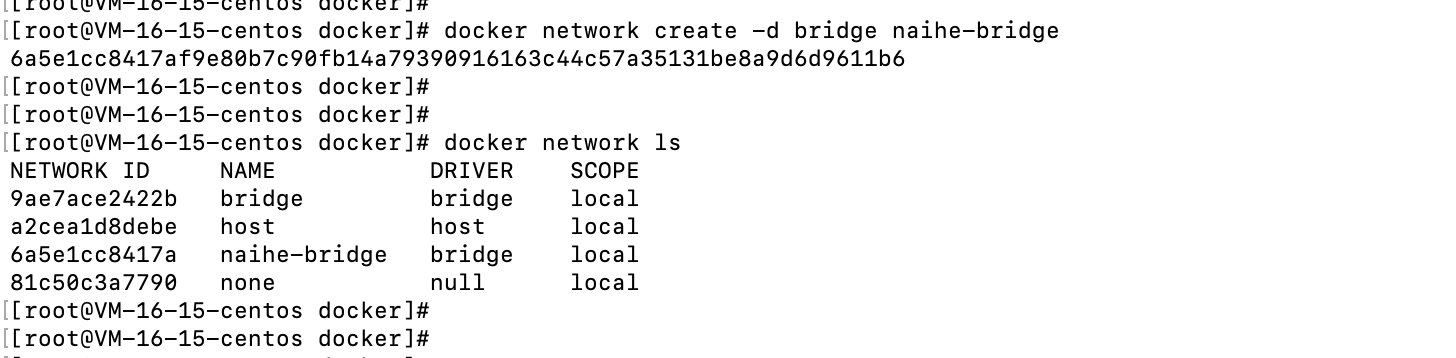 [[root@VM-16-15-centos docker]#
[[root@VM-16-15-centos docker]# docker network create -d bridge naihe-bridge
6a5e1cc8417af9e80b7c90fb14a79390916163c44c57a35131be8a9d6d9611b6
[[root@VM-16-15-centos docker]#
[[root@VM-16-15-centos docker]#
[[root@VM-16-15-centos docker]# docker network ls
NETWORK ID     NAME           DRIVER    SCOPE
9ae7ace2422b   bridge         bridge    local
a2cea1d8debe   host           host      local
6a5e1cc8417a   naihe-bridge   bridge    local
81c50c3a7790   none           null      local
[[root@VM-16-15-centos docker]#
[[root@VM-16-15-centos docker]#